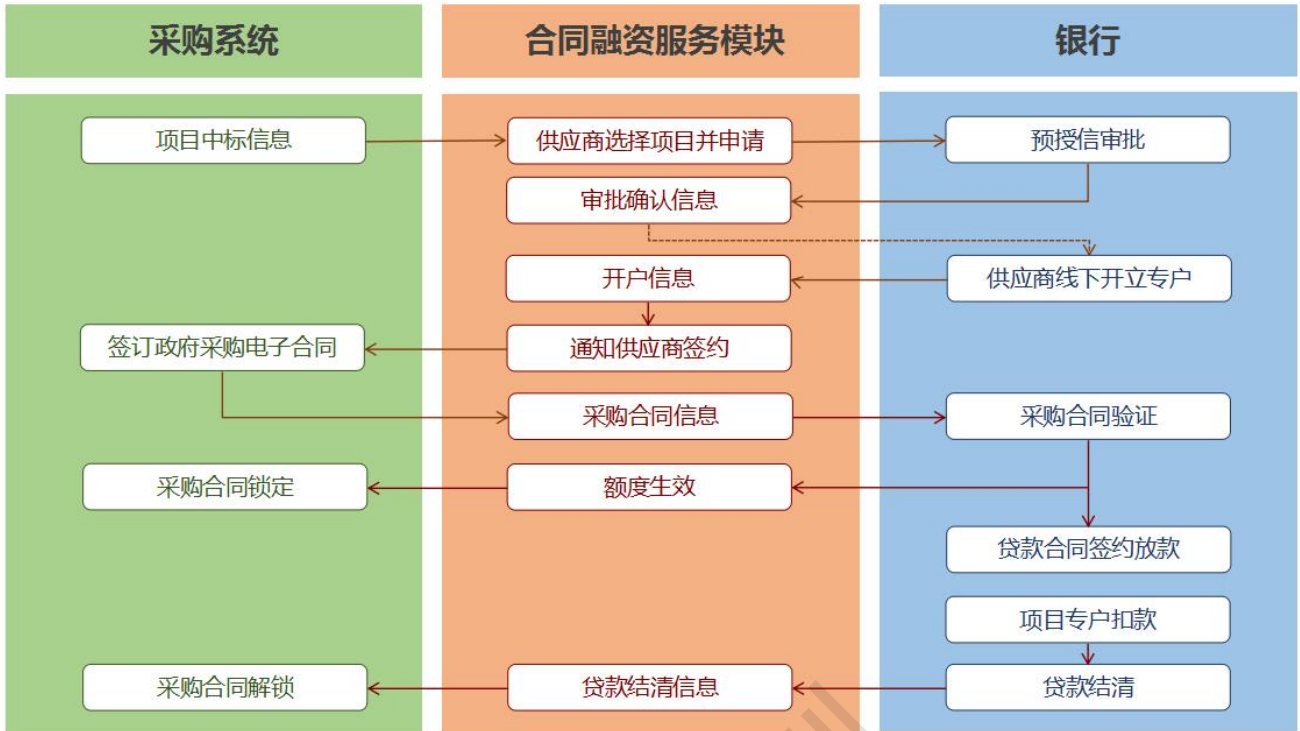 采购系统
合同融资服务模块
银行
项目中标信息
供应商选择项目并申请
预授信审批
审批确认信息
开户信息
供应商线下开立专户
签订政府采购电子合同
通知供应商签约
采购合同信息
采购合同验证
采购合同锁定
额度生效
贷款合同签约放款
项目专户扣款
采购合同解锁
贷款结清信息
贷款结清